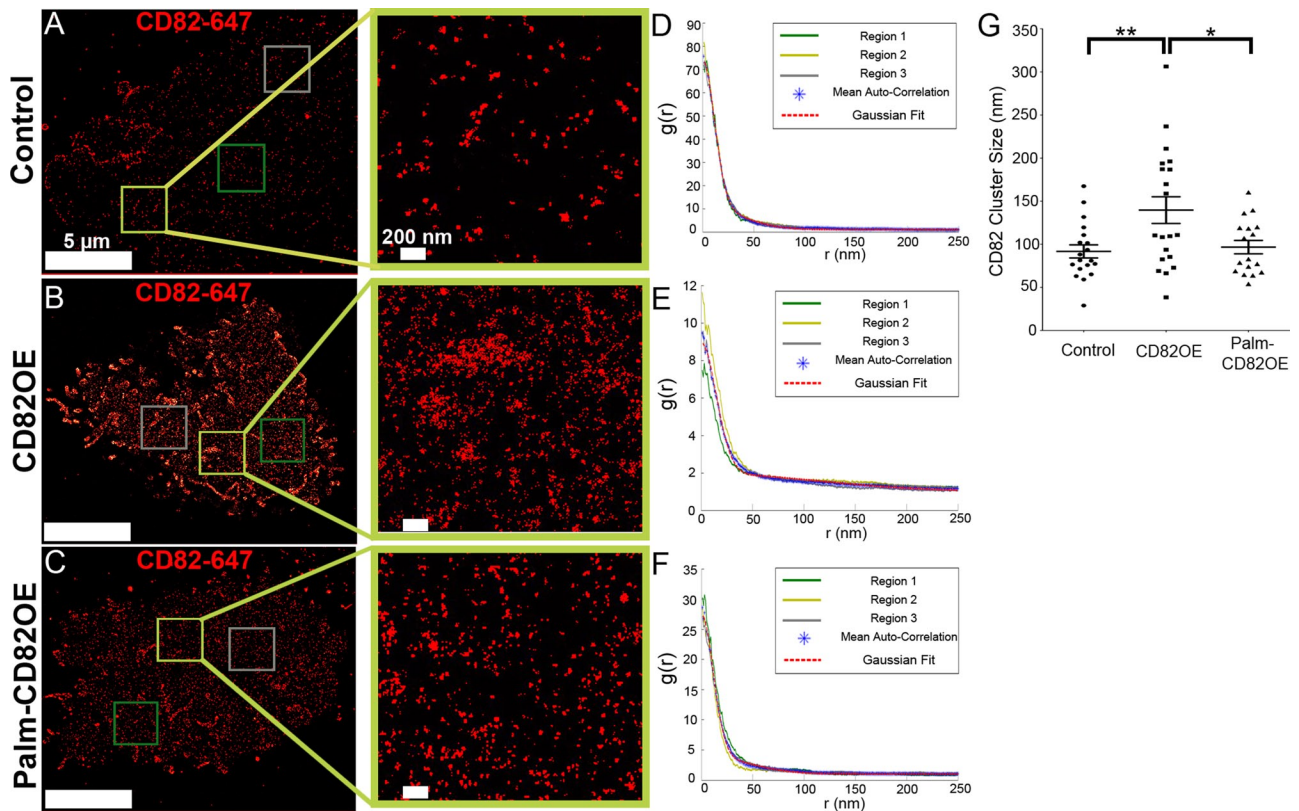 A
CD82-647
Control
5 µm
200 nm
B
CD82-647
CD82OE
C
CD82-647
Palm-CD82OE
D
90
80
70
60
50
40
30
20
10
0
g(r)
0
50
100
150
200
250
r (nm)
Region 1
Region 2
Region 3
Mean Auto-Correlation
Gaussian Fit
E
12
10
8
6
4
2
0
g(r)
0
50
100
150
200
250
r (nm)
Region 1
Region 2
Region 3
Mean Auto-Correlation
Gaussian Fit
F
35
30
25
20
15
10
5
0
g(r)
0
50
100
150
200
250
r (nm)
Region 1
Region 2
Region 3
Mean Auto-Correlation
Gaussian Fit
G
**
*
350
300
250
200
150
100
50
0
CD82 Cluster Size (nm)
Control
CD82OE
Palm-
CD82OE